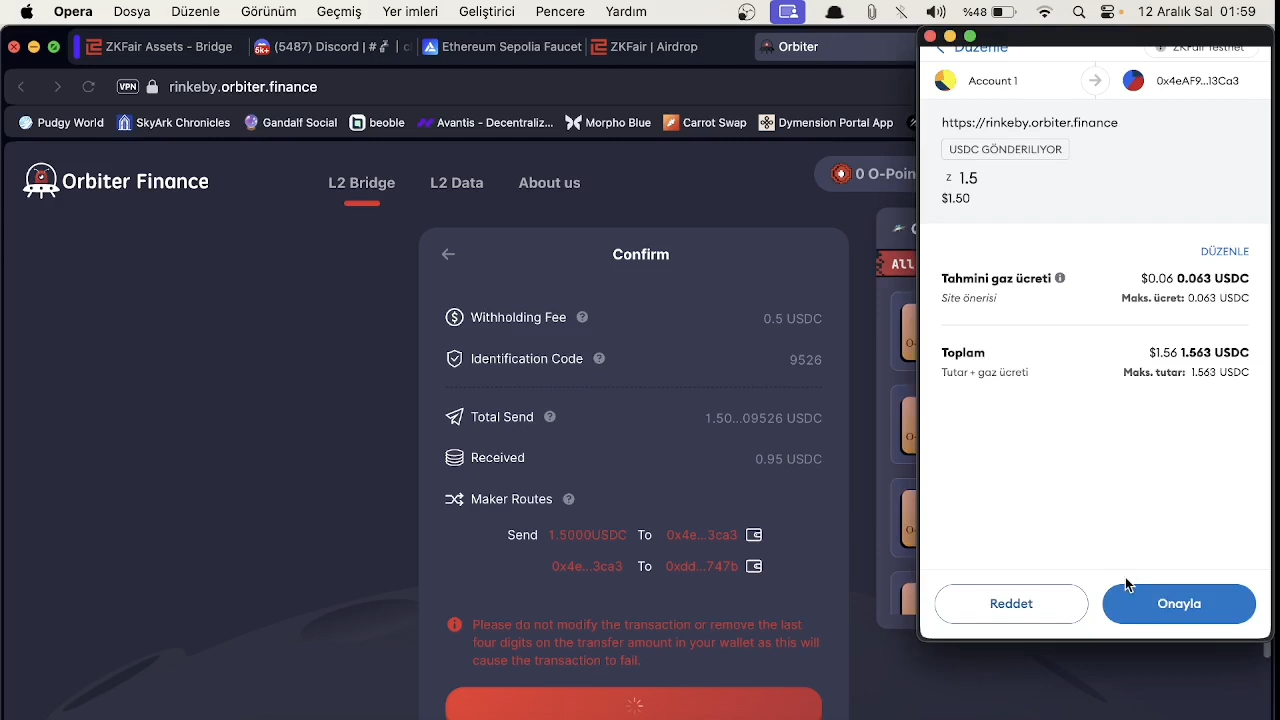 Opera Dosya Düzenle Görünüm Geçmiş Yer imleri Geliştirici Pencere Yardım %48 12 Aralık Sal 01:59
ZKFair Assets - Bridge (5487) Discord | # Ethereum Sepolia Faucet ZKFair | Airdrop Orbiter
VPN rinkeby.orbiter.finance
Pudgy World SkyArk Chronicles Gandalf Social beoble Avantis - Decentraliz... Morpho Blue Carrot Swap Dymension Portal App
Orbiter Finance L2 Bridge L2 Data About us 0 O-Poin
Confirm
All
Withholding Fee ? 0.5 USDC
Identification Code ? 9526
Total Send ? 1.50...09526 USDC
Received 0.95 USDC
Maker Routes ?
Send 1.5000USDC To 0x4e...3ca3
0x4e...3ca3 To 0xdd...747b
Please do not modify the transaction or remove the last
four digits on the transfer amount in your wallet as this will
cause the transaction to fail.
Düzenle ZKFair Testnet
Account 1 0x4eAF9...13Ca3
https://rinkeby.orbiter.finance
USDC GÖNDERILIYOR
Z 1.5
$1.50
DÜZENLE
Tahmini gaz ücreti $0.06 0.063 USDC
Site önerisi Maks. ücret: 0.063 USDC
Toplam $1.56 1.563 USDC
Tutar + gaz ücreti Maks. tutar: 1.563 USDC
Reddet Onayla